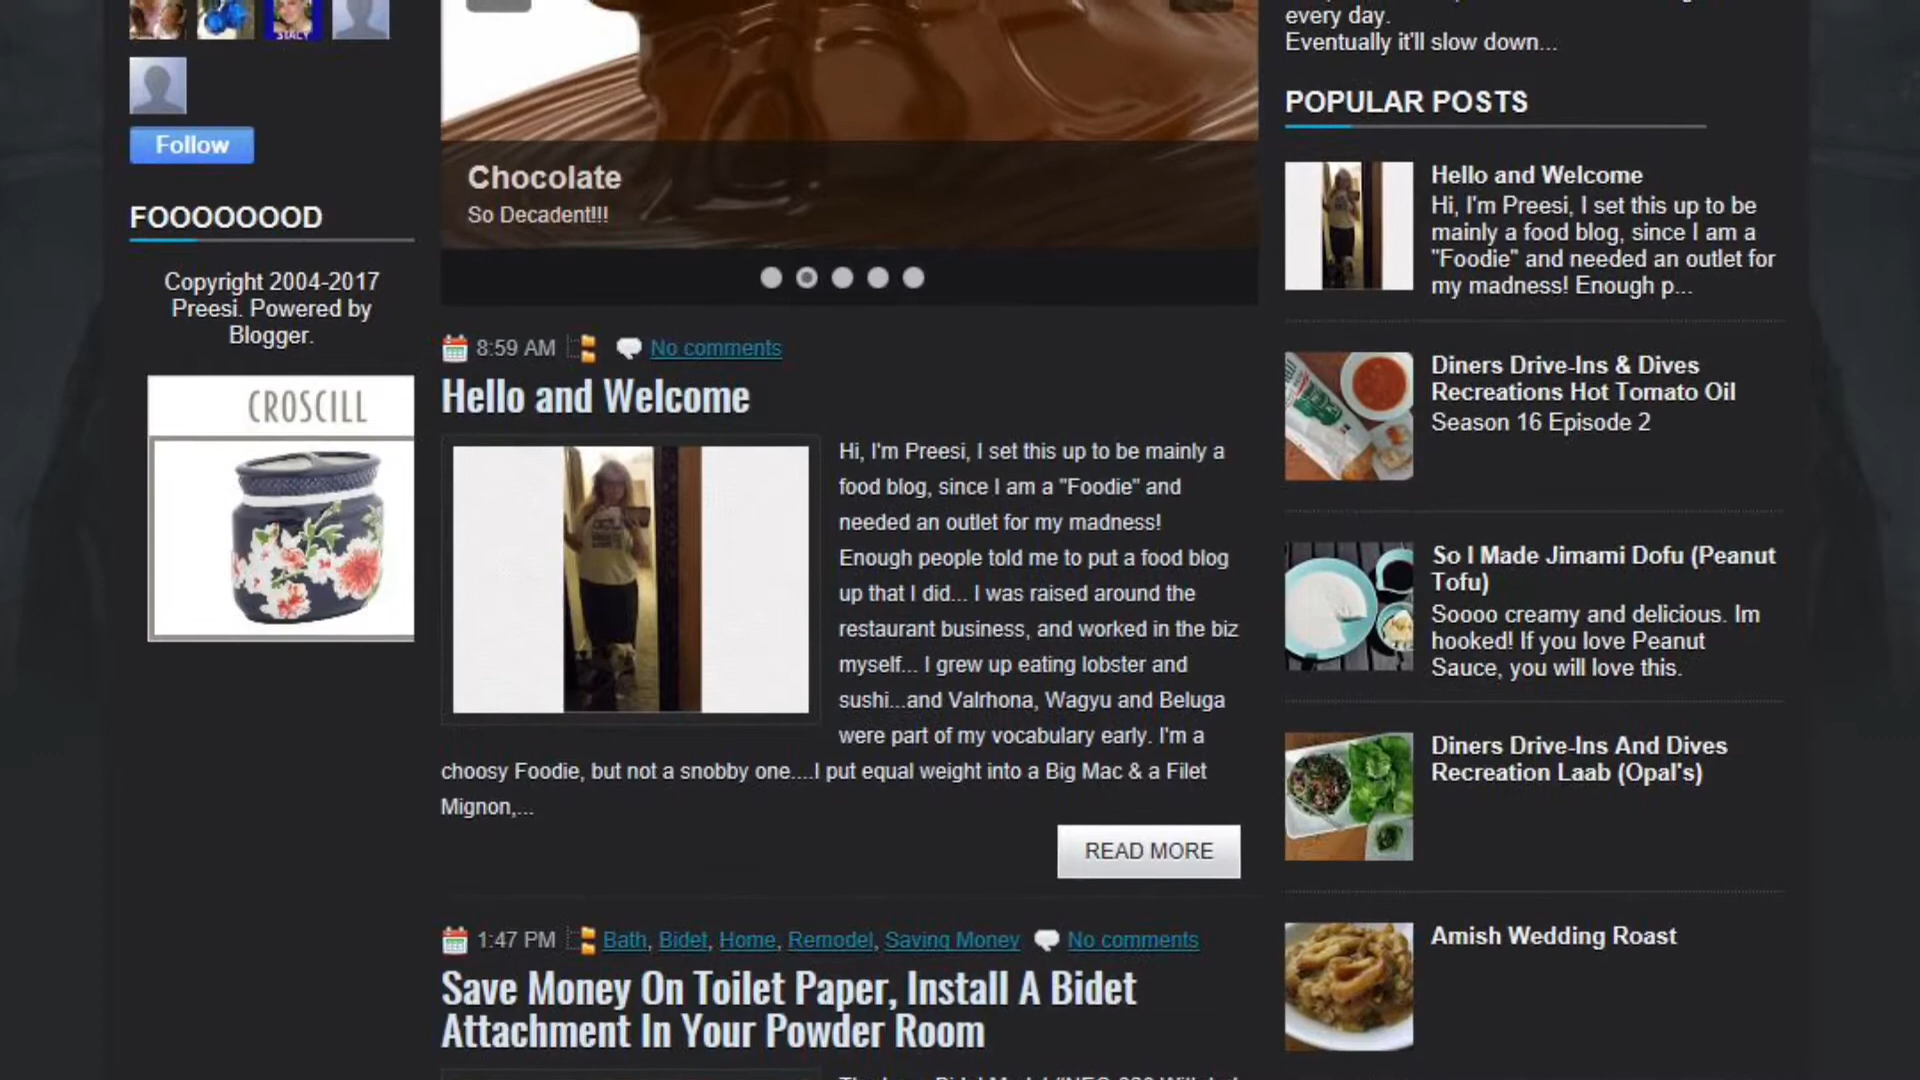 STACY
Follow
FOOOOOOOD
Copyright 2004-2017
Preesi. Powered by
Blogger.
CROSCILL
Chocolate
So Decadent!!!
8:59 AM No comments
Hello and Welcome
Hi, I'm Preesi, I set this up to be mainly a
food blog, since I am a "Foodie" and
needed an outlet for my madness!
Enough people told me to put a food blog
up that I did... I was raised around the
restaurant business, and worked in the biz
myself... I grew up eating lobster and
sushi...and Valrhona, Wagyu and Beluga
were part of my vocabulary early. I'm a
choosy Foodie, but not a snobby one....I put equal weight into a Big Mac & a Filet
Mignon,...
READ MORE
1:47 PM Bath, Bidet, Home, Remodel, Saving Money No comments
Save Money On Toilet Paper, Install A Bidet
Attachment In Your Powder Room
every day.
Eventually it'll slow down...
POPULAR POSTS
Hello and Welcome
Hi, I'm Preesi, I set this up to be
mainly a food blog, since I am a
"Foodie" and needed an outlet for
my madness! Enough p...
Diners Drive-Ins & Dives
Recreations Hot Tomato Oil
Season 16 Episode 2
So I Made Jimami Dofu (Peanut
Tofu)
Soooo creamy and delicious. Im
hooked! If you love Peanut
Sauce, you will love this.
Diners Drive-Ins And Dives
Recreation Laab (Opal's)
Amish Wedding Roast